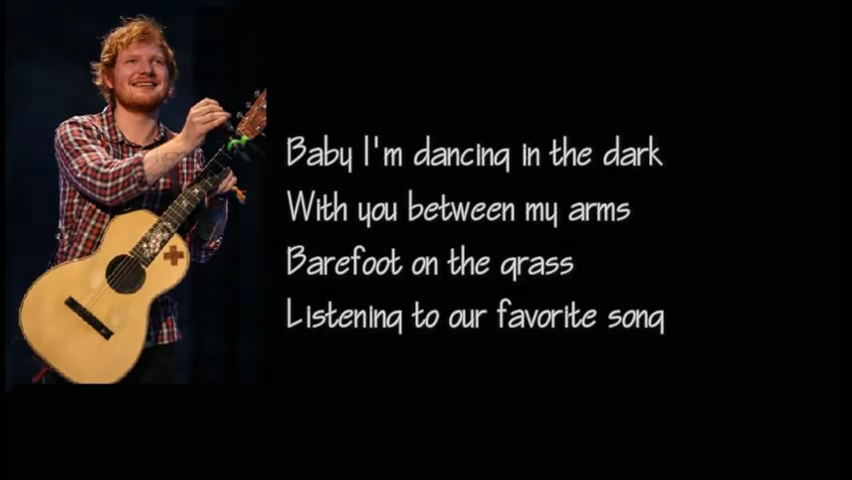 Baby I'm dancing in the dark
With you between my arms
Barefoot on the grass
Listening to our favorite song